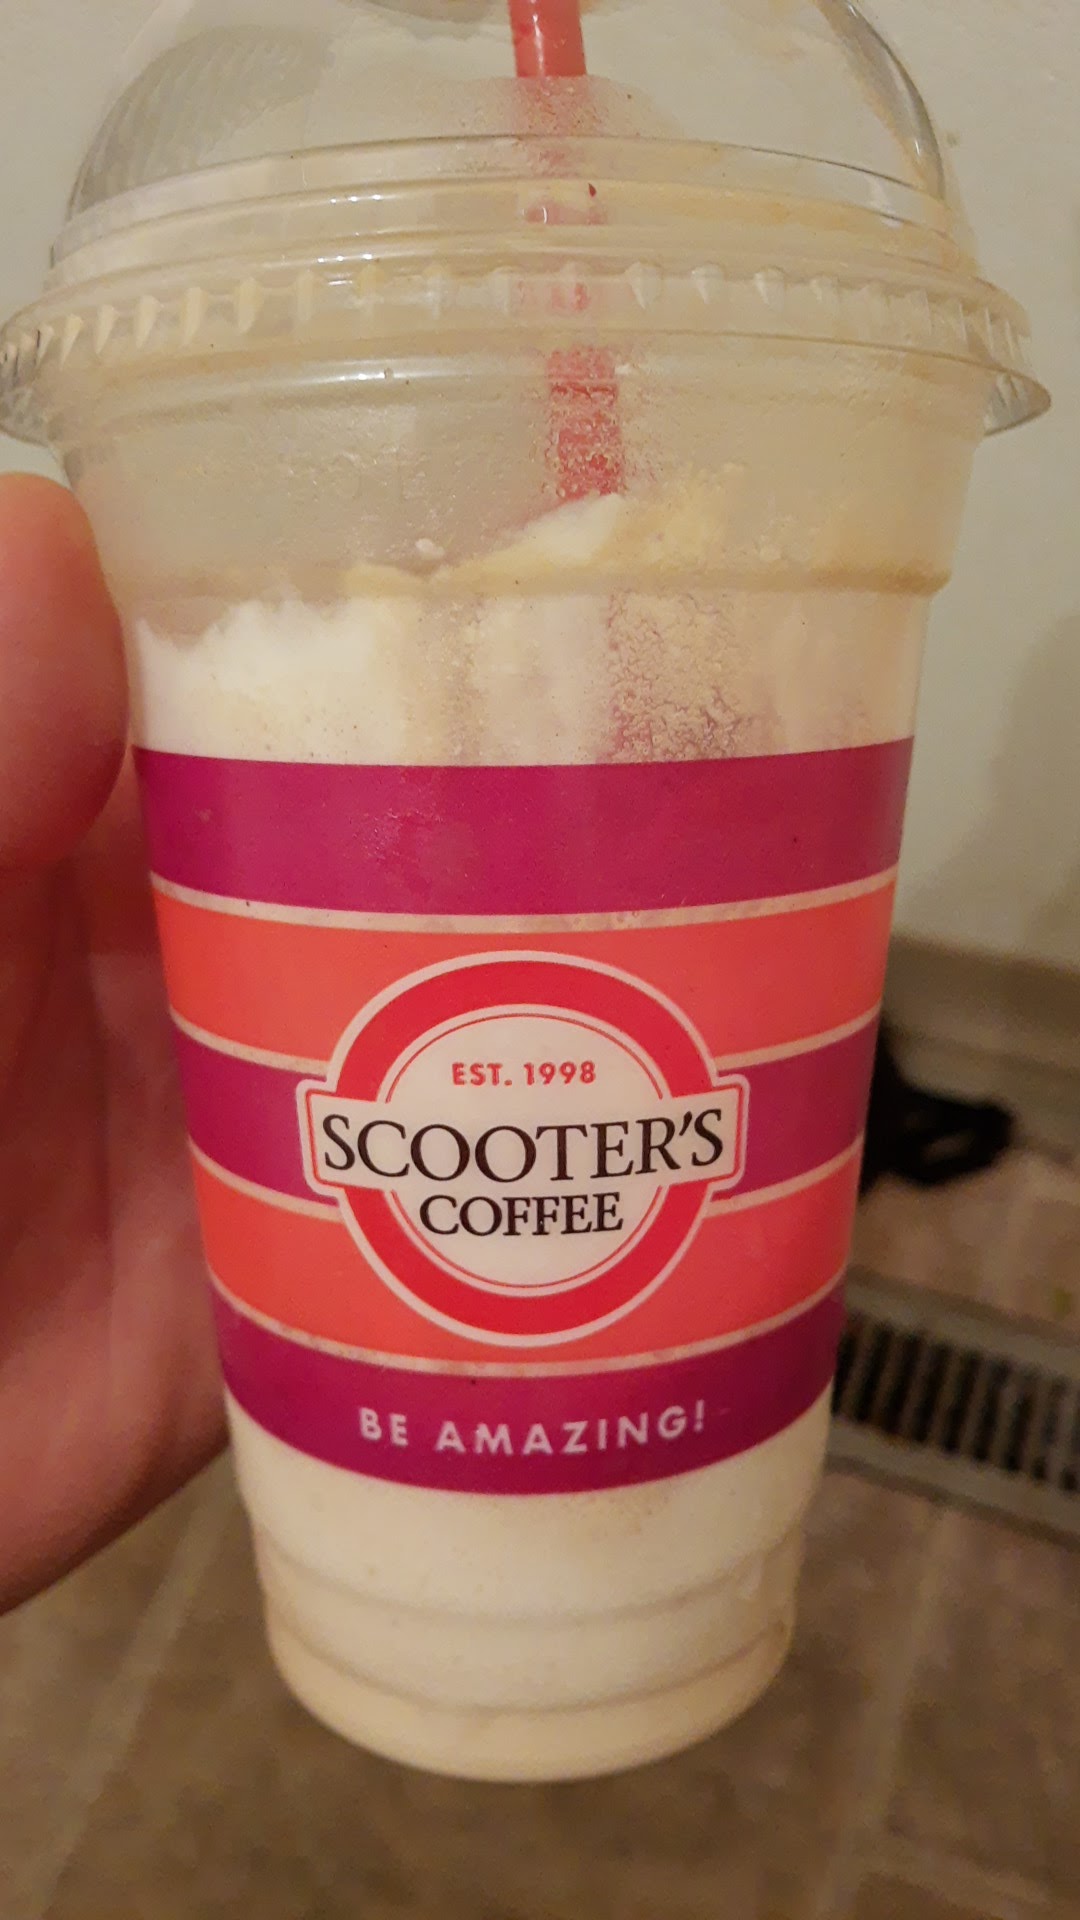 EST. 1998
SCOOTER'S
COFFEE
BE AMAZING!